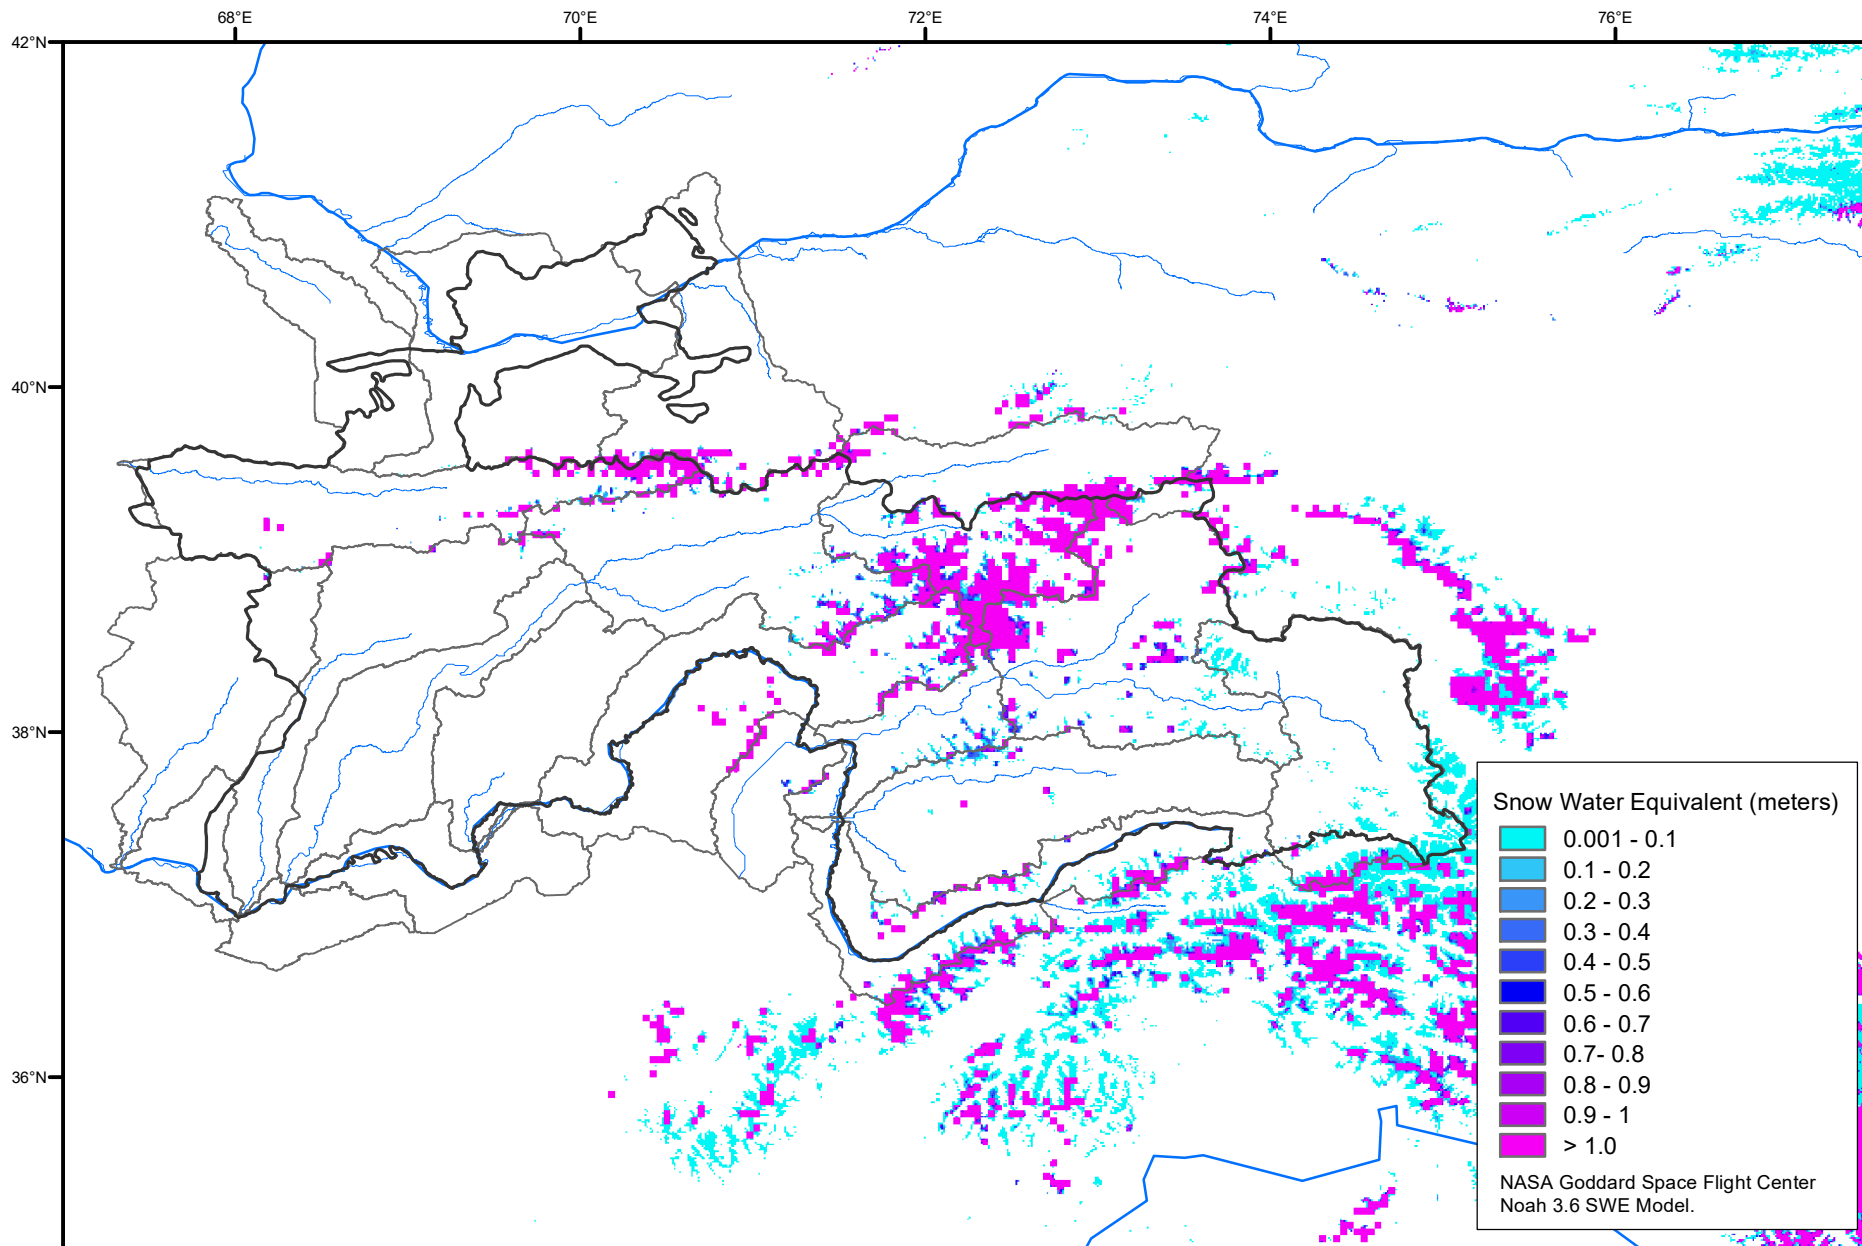 68°E 70°E 72°E 74°E 76°E
42°N
40°N
38°N
36°N
Snow Water Equivalent (meters)
0.001 - 0.1
0.1 - 0.2
0.2 - 0.3
0.3 - 0.4
0.4 - 0.5
0.5 - 0.6
0.6 - 0.7
0.7- 0.8
0.8 - 0.9
0.9 - 1
> 1.0
NASA Goddard Space Flight Center
Noah 3.6 SWE Model.